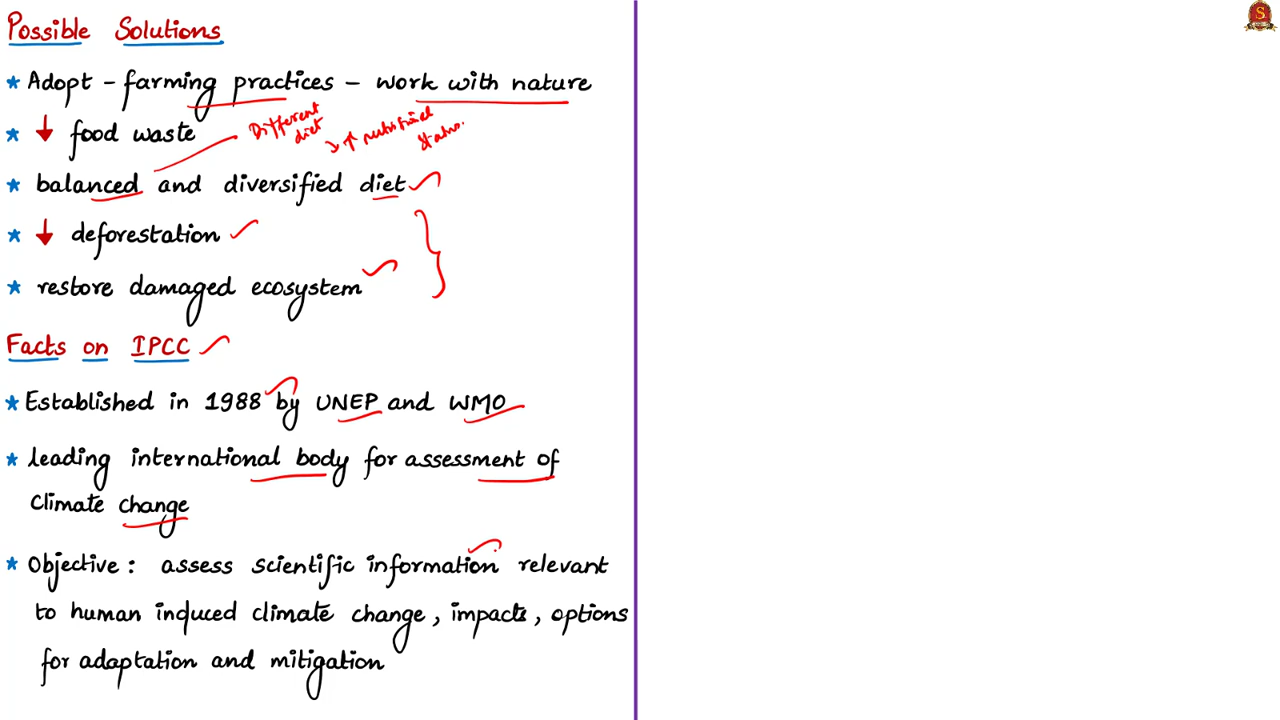 Possible Solutions
* Adopt - farming practices - work with nature
* ↓ food waste
Different
diet
↑ nutritional
status.
* balanced and diversified diet
* ↓ deforestation
* restore damaged ecosystem
Facts on IPCC
* Established in 1988 by UNEP and WMO
* leading international body for assessment of
climate change
* Objective : assess scientific information relevant
to human induced climate change, impacts, options
for adaptation and mitigation
S